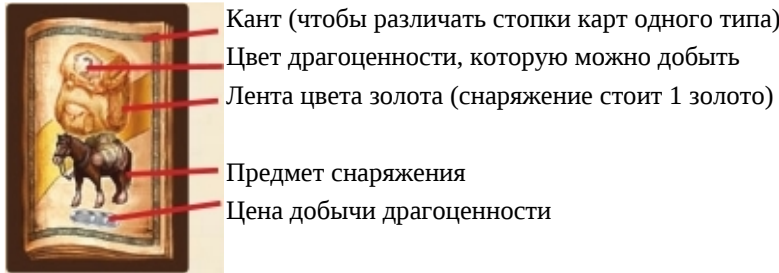 Кант (чтобы различать стопки карт одного типа)
Цвет драгоценности, которую можно добыть
Лента цвета золота (снаряжение стоит 1 золото)
Предмет снаряжения
Цена добычи драгоценности